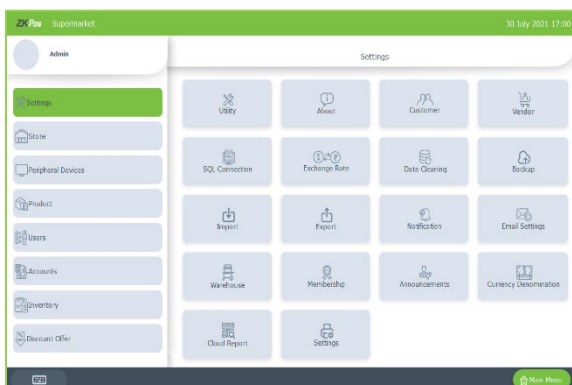 ZKPos Supermarket 30 July 2021 17:00
Admin
Settings
Settings
Store
Peripheral Devices
Product
Users
Accounts
Inventory
Discount Offer
Utility About Customer Vendor
SQL Connection Exchange Rate Data Cleaning Backup
Import Export Notification Email Settings
Warehouse Membership Announcements Currency Denomination
Cloud Report Settings
Main Menu